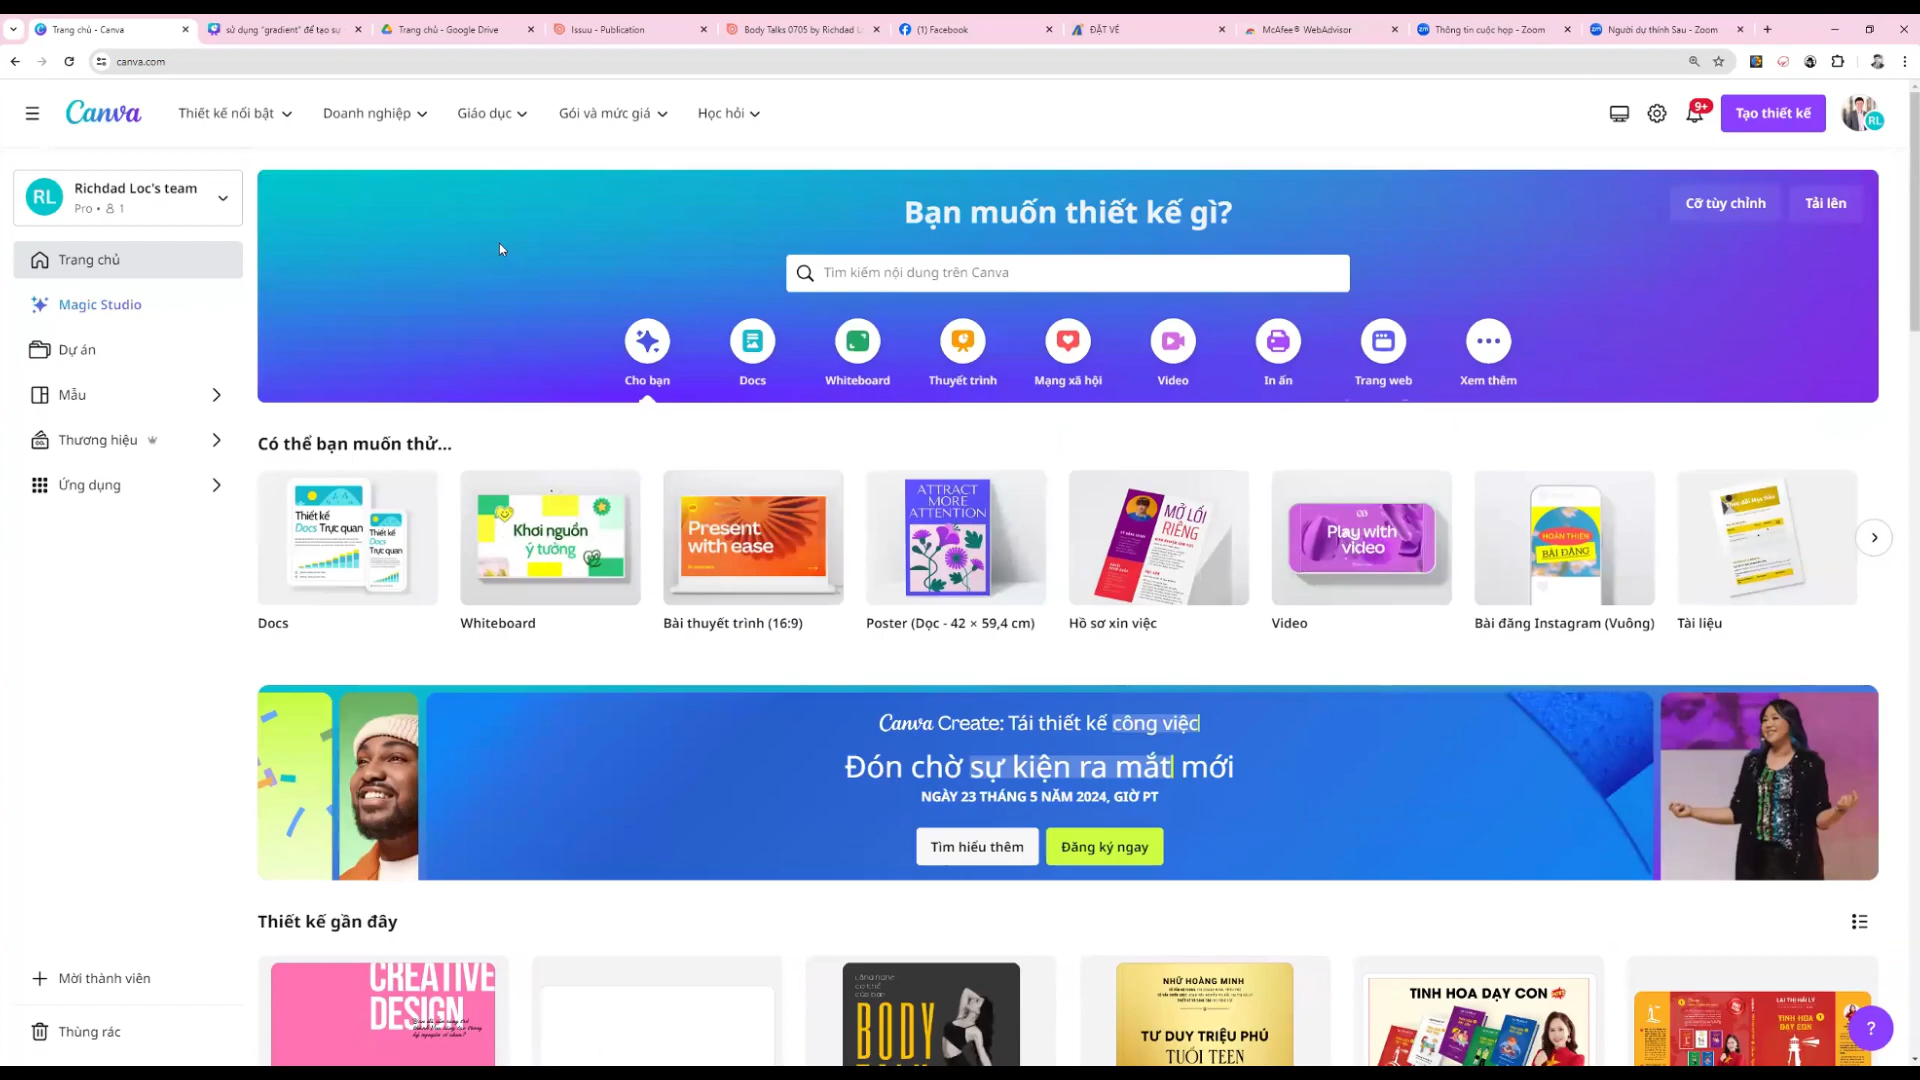 Trang chủ - Canva
sử dụng "gradient" để tạo sự
Trang chủ - Google Drive
Issuu - Publication
Body Talks 0705 by Richdad Lo
(1) Facebook
ĐẶT VÉ
McAfee® WebAdvisor
Thông tin cuộc họp - Zoom
Người dự thính Sau - Zoom
canva.com
Canva
Thiết kế nổi bật
Doanh nghiệp
Giáo dục
Gói và mức giá
Học hỏi
9+
Tạo thiết kế
RL
RL
Richdad Loc's team
Pro • 1
Trang chủ
Magic Studio
Dự án
Mẫu
Thương hiệu
Ứng dụng
Mời thành viên
Thùng rác
Bạn muốn thiết kế gì?
Cỡ tùy chỉnh
Tải lên
Tìm kiếm nội dung trên Canva
Cho bạn
Docs
Whiteboard
Thuyết trình
Mạng xã hội
Video
In ấn
Trang web
Xem thêm
Có thể bạn muốn thử...
Thiết kế
Docs Trực quan
Thiết kế
Docs Trực
quan
Khơi nguồn
ý tưởng
Present
with ease
ATTRACT
MORE
ATTENTION
MỞ LỐI
RIÊNG
Play with
video
HOÀN THIỆN
BÀI ĐĂNG
Docs
Whiteboard
Bài thuyết trình (16:9)
Poster (Dọc - 42 × 59,4 cm)
Hồ sơ xin việc
Video
Bài đăng Instagram (Vuông)
Tài liệu
Canva Create: Tái thiết kế công việc
Đón chờ sự kiện ra mắt mới
NGÀY 23 THÁNG 5 NĂM 2024, GIỜ PT
Tìm hiểu thêm
Đăng ký ngay
Thiết kế gần đây
CREATIVE
DESIGN
BODY
NHỮ HOÀNG MINH
TƯ DUY TRIỆU PHÚ
TUỔI TEEN
TINH HOA DẠY CON
LẠI THỊ HẢI LÝ
TINH HOA
DẠY CON
?